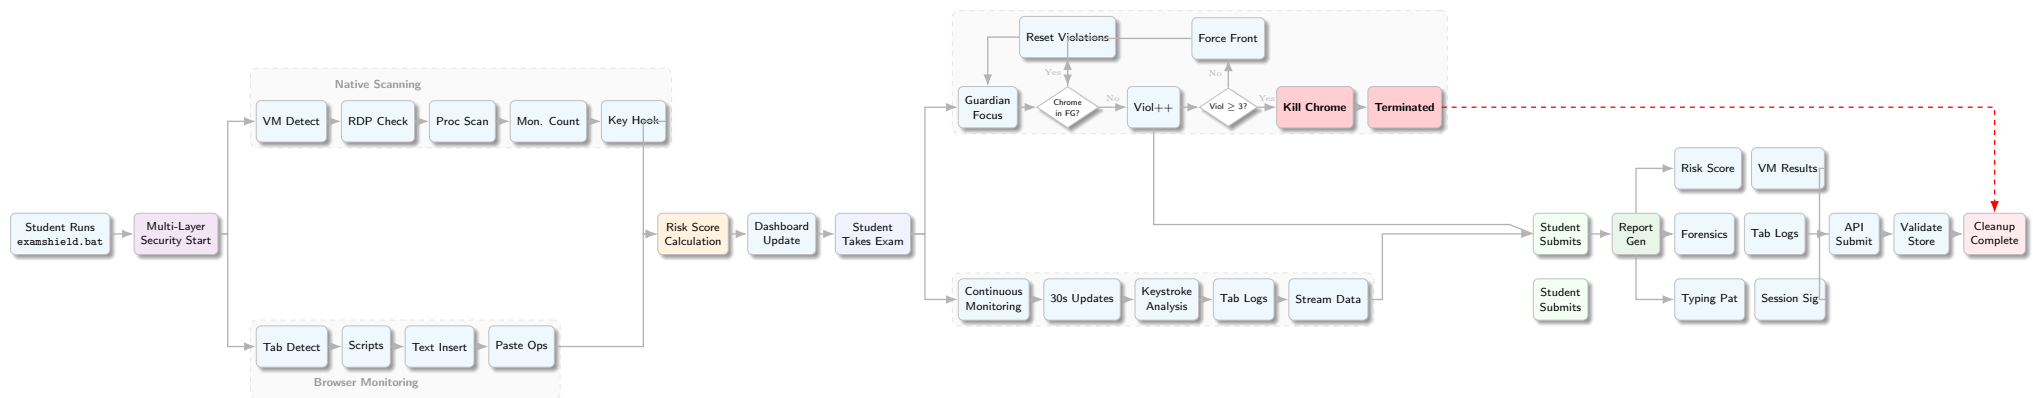 Student Runs
examshield.bat
Multi-Layer
Security Start
Native Scanning
VM Detect
RDP Check
Proc Scan
Mon. Count
Key Hook
Tab Detect
Scripts
Text Insert
Paste Ops
Browser Monitoring
Risk Score
Calculation
Dashboard
Update
Student
Takes Exam
Reset Violations
Force Front
Yes
No
Guardian
Focus
Chrome
in FG?
No
Viol++
Viol ≥ 3?
Yes
Kill Chrome
Terminated
Continuous
Monitoring
30s Updates
Keystroke
Analysis
Tab Logs
Stream Data
Student
Submits
Student
Submits
Report
Gen
Risk Score
VM Results
Forensics
Tab Logs
Typing Pat
Session Sig
API
Submit
Validate
Store
Cleanup
Complete